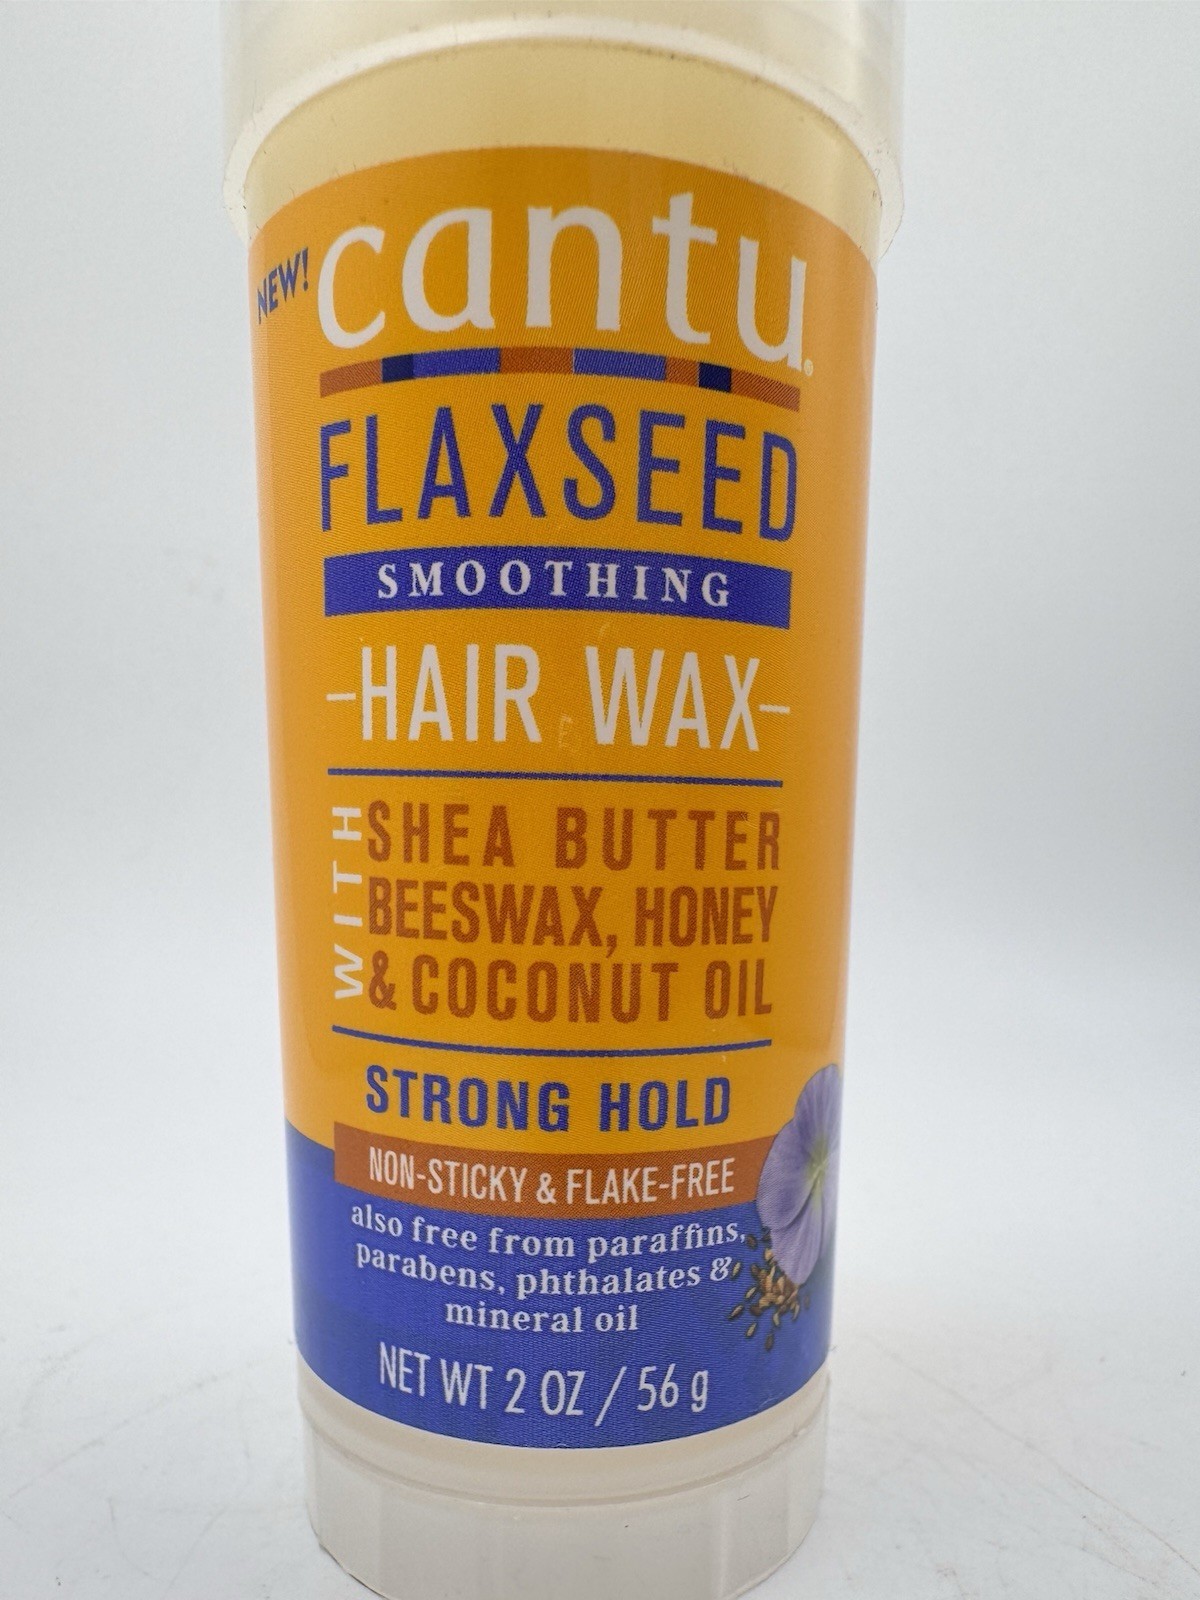 NEW!
cantu®
FLAXSEED
SMOOTHING
-HAIR WAX-
WITH
SHEA BUTTER
BEESWAX, HONEY
& COCONUT OIL
STRONG HOLD
NON-STICKY & FLAKE-FREE
also free from paraffins,
parabens, phthalates &
mineral oil
NET WT 2 OZ / 56 g